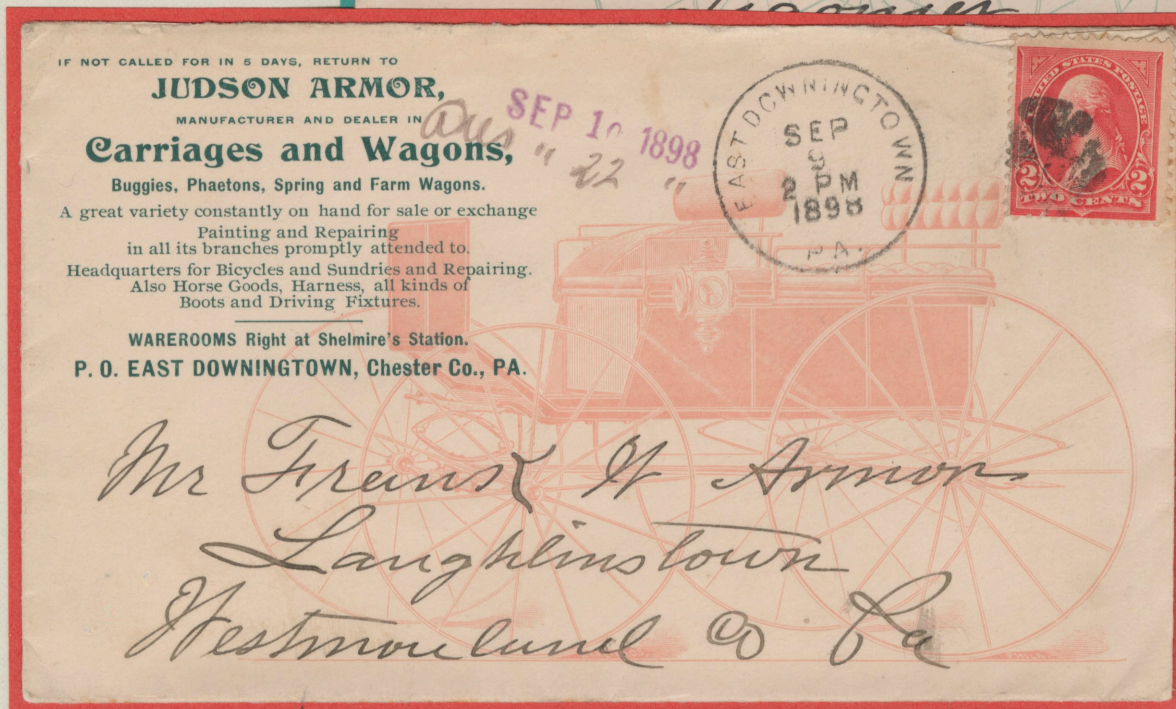 IF NOT CALLED FOR IN 5 DAYS, RETURN TO
JUDSON ARMOR,
MANUFACTURER AND DEALER IN
Carriages and Wagons,
Buggies, Phaetons, Spring and Farm Wagons.
A great variety constantly on hand for sale or exchange
Painting and Repairing
in all its branches promptly attended to.
Headquarters for Bicycles and Sundries and Repairing.
Also Horse Goods, Harness, all kinds of
Boots and Driving Fixtures.
WAREROOMS Right at Shelmire's Station.
P. O. EAST DOWNINGTOWN, Chester Co., PA.
SEP 10 1898
Ans " 22 "
EAST DOWNINGTOWN
SEP
9
2 PM
1898
PA.
UNITED STATES POSTAGE
2 2
TWO CENTS
Mr Frank W Armor
Laughlinstown
Westmoreland Co Pa